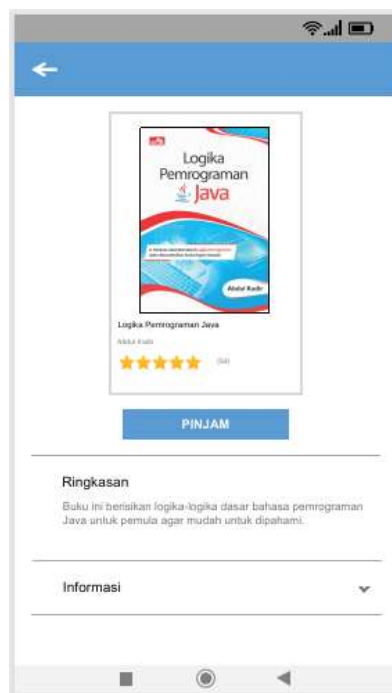 Logika
Pemrograman
Java
Abdul Kadir
Logika Pemrograman Java
Abdul Kadir
PINJAM
Ringkasan
Buku ini berisikan logika-logika dasar bahasa pemrograman
Java untuk pemula agar mudah untuk dipahami.
Informasi